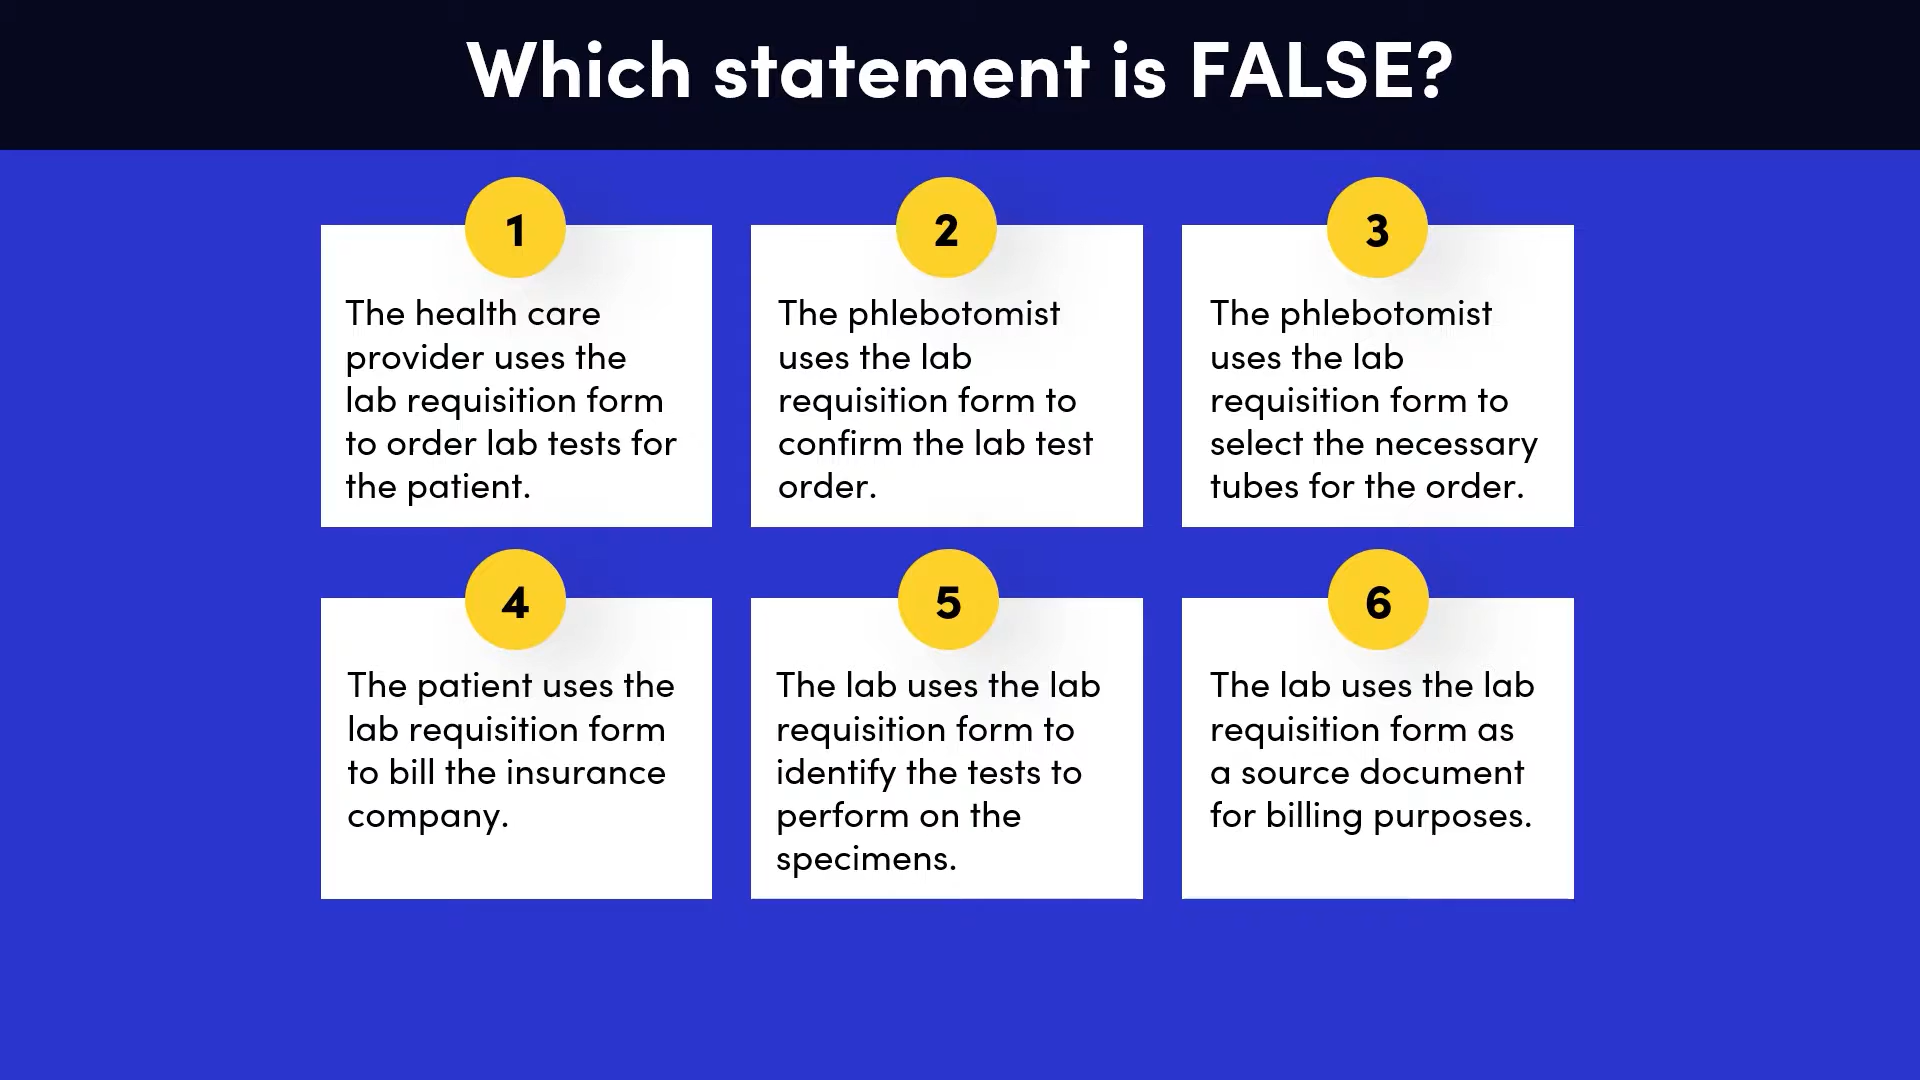 Which statement is FALSE?
1
The health care
provider uses the
lab requisition form
to order lab tests for
the patient.
2
The phlebotomist
uses the lab
requisition form to
confirm the lab test
order.
3
The phlebotomist
uses the lab
requisition form to
select the necessary
tubes for the order.
4
The patient uses the
lab requisition form
to bill the insurance
company.
5
The lab uses the lab
requisition form to
identify the tests to
perform on the
specimens.
6
The lab uses the lab
requisition form as
a source document
for billing purposes.